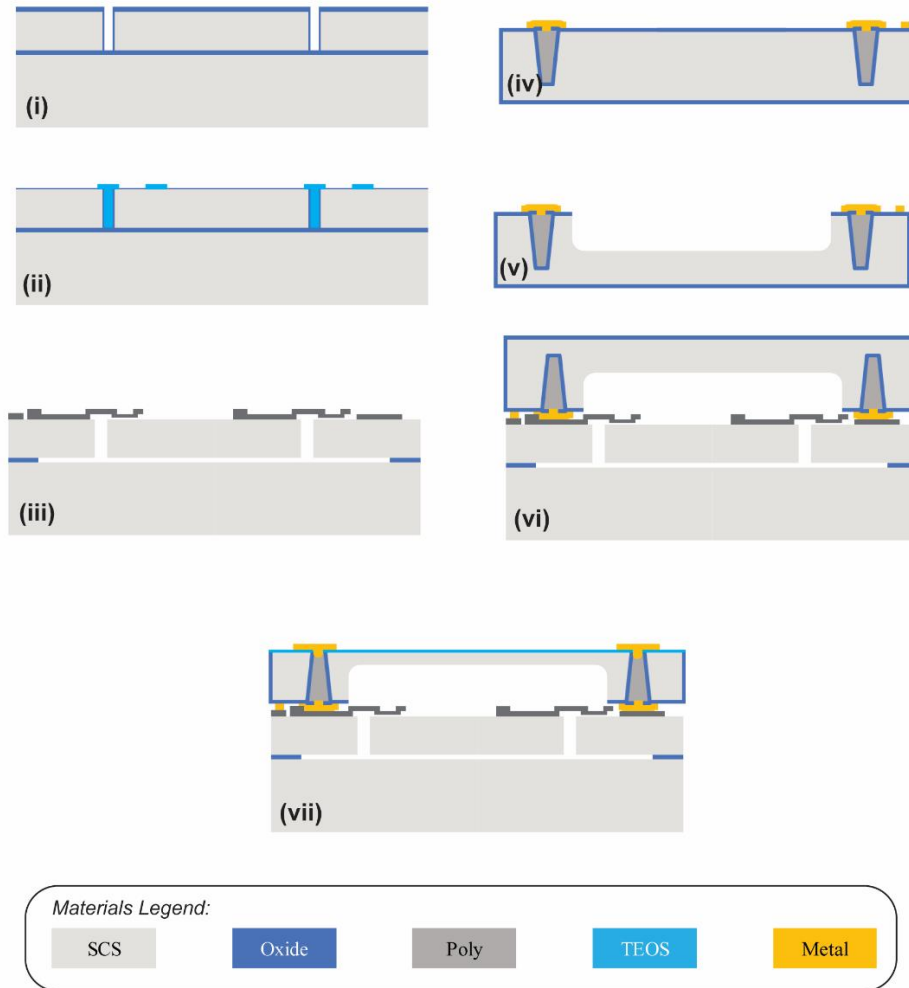 (i)
(iv)
(ii)
(v)
(iii)
(vi)
(vii)
Materials Legend:
SCS Oxide Poly TEOS Metal